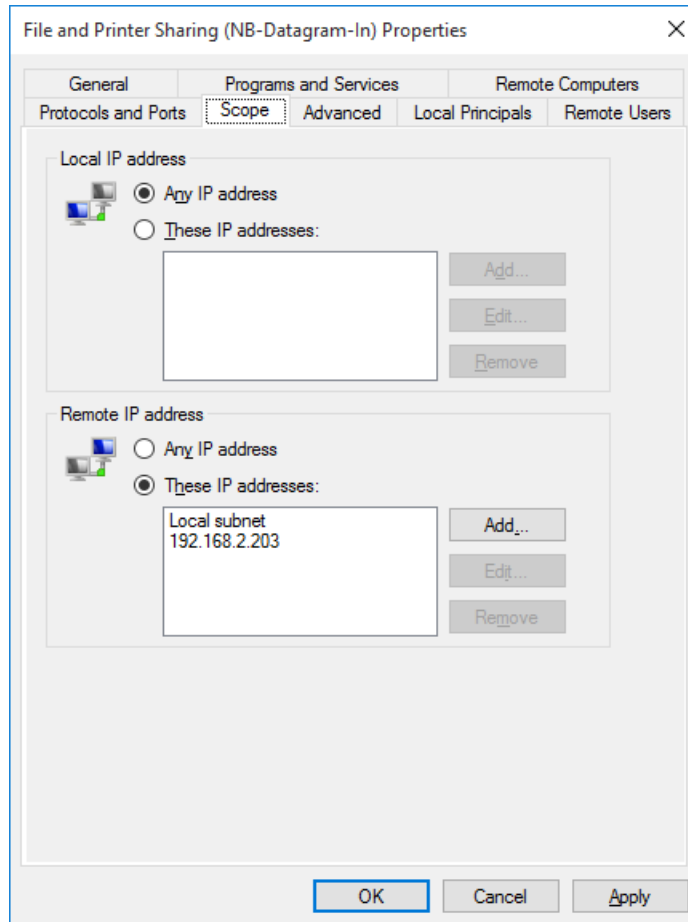 File and Printer Sharing (NB-Datagram-In) Properties
General Programs and Services Remote Computers
Protocols and Ports Scope Advanced Local Principals Remote Users
Local IP address
Any IP address
These IP addresses:
Add...
Edit...
Remove
Remote IP address
Any IP address
These IP addresses:
Local subnet
192.168.2.203
Add...
Edit...
Remove
OK Cancel Apply